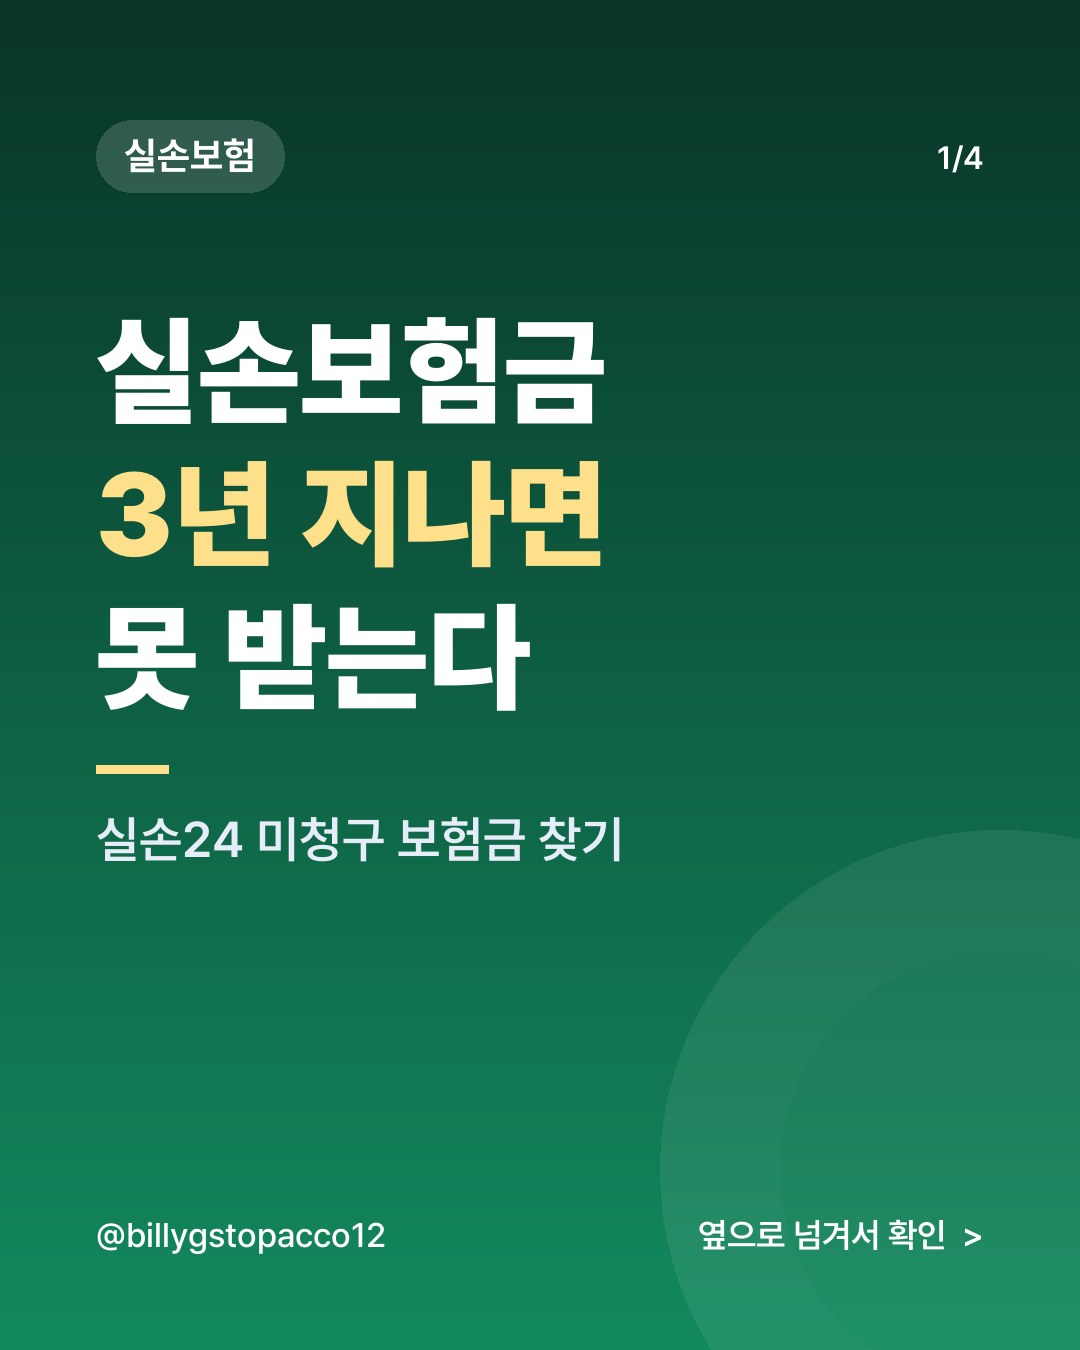 실손보험
1/4
실손보험금
3년 지나면
못 받는다
실손24 미청구 보험금 찾기
@billygstopacco12
옆으로 넘겨서 확인 >